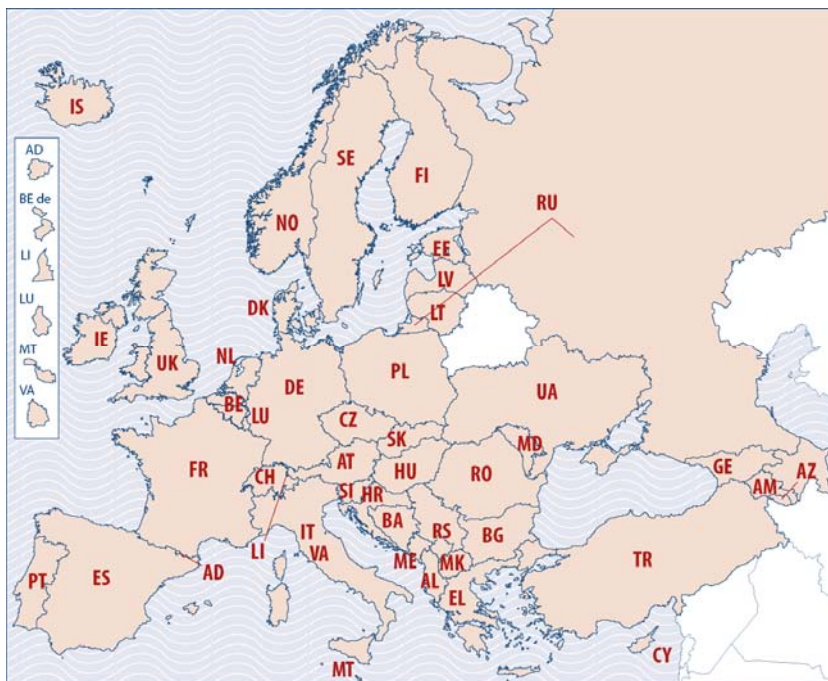 IS
AD
BE de
LI
LU
MT
VA
SE
FI
NO
RU
EE
LV
LT
DK
IE
UK
NL
BE
LU
DE
PL
CZ
SK
UA
MD
FR
CH
AT
HU
RO
GE
AZ
AM
SI
HR
BA
RS
BG
IT
VA
LI
AD
PT
ES
ME
MK
AL
EL
TR
MT
CY